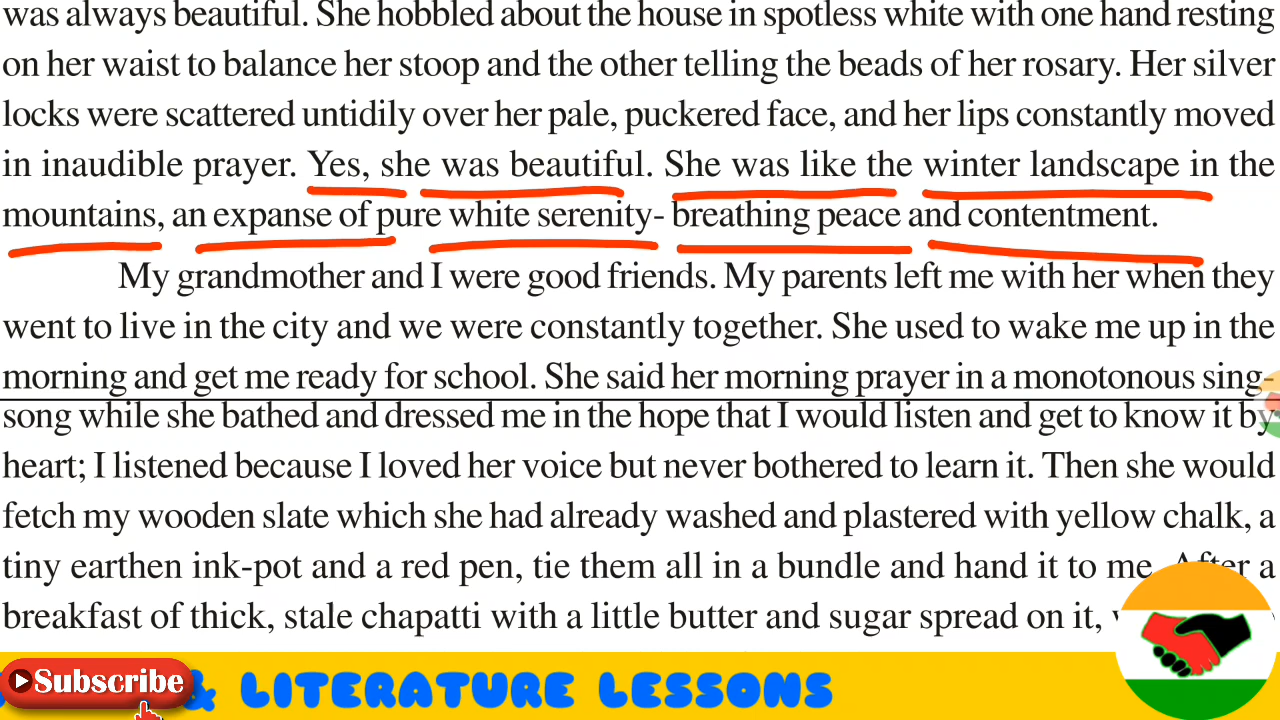 was always beautiful. She hobbled about the house in spotless white with one hand resting
on her waist to balance her stoop and the other telling the beads of her rosary. Her silver
locks were scattered untidily over her pale, puckered face, and her lips constantly moved
in inaudible prayer. Yes, she was beautiful. She was like the winter landscape in the
mountains, an expanse of pure white serenity- breathing peace and contentment.
My grandmother and I were good friends. My parents left me with her when they
went to live in the city and we were constantly together. She used to wake me up in the
morning and get me ready for school. She said her morning prayer in a monotonous sing-
song while she bathed and dressed me in the hope that I would listen and get to know it by
heart; I listened because I loved her voice but never bothered to learn it. Then she would
fetch my wooden slate which she had already washed and plastered with yellow chalk, a
tiny earthen ink-pot and a red pen, tie them all in a bundle and hand it to me. After a
breakfast of thick, stale chapatti with a little butter and sugar spread on it,
Subscribe & LITERATURE LESSONS